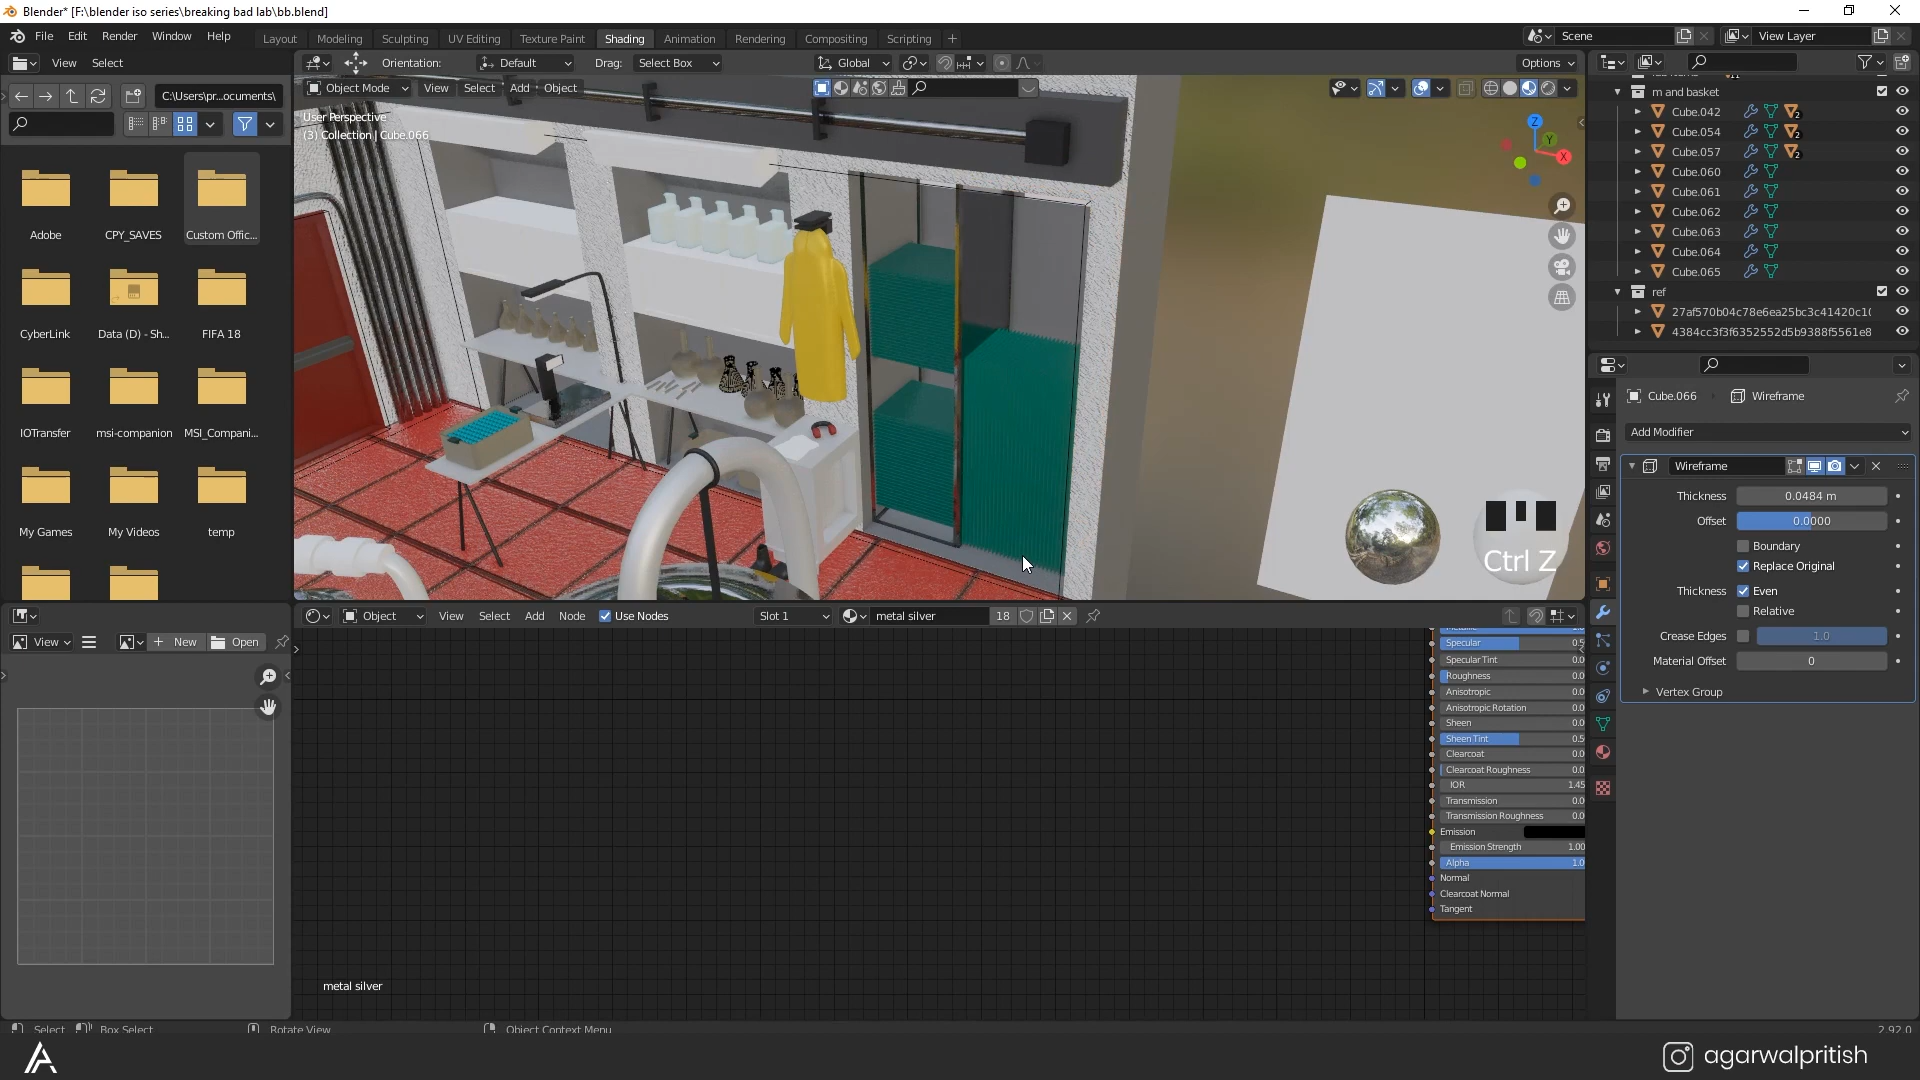 Blender* [F:\blender iso series\breaking bad lab\bb.blend]
File Edit Render Window Help Layout Modeling Sculpting UV Editing Texture Paint Shading Animation Rendering Compositing Scripting + Scene View Layer
View Select Orientation: Default Drag: Select Box Global Options
C:\Users\pr...ocuments\ Object Mode View Select Add Object
User Perspective
(3) Collection | Cube.066
Z
Y
X
m and basket
Cube.042 2
Cube.054 2
Cube.057 2
Cube.060
Cube.061
Cube.062
Cube.063
Cube.064
Cube.065
ref
27af570b04c78e6ea25bc3c41420c1(
4384cc3f3f6352552d5b9388f5561e8
Adobe CPY_SAVES Custom Offic...
CyberLink Data (D) - Sh... FIFA 18
IOTransfer msi-companion MSI_Compani...
My Games My Videos temp
Ctrl Z
Cube.066 Wireframe
Add Modifier
Wireframe
Thickness 0.0484 m
Offset 0.0000
Boundary
Replace Original
Thickness Even
Relative
Crease Edges 1.0
Material Offset 0
Vertex Group
Object View Select Add Node Use Nodes Slot 1 metal silver 18
View New Open
Specular 0.5
Specular Tint 0.0
Roughness 0.0
Anisotropic 0.0
Anisotropic Rotation 0.0
Sheen 0.0
Sheen Tint 0.5
Clearcoat 0.0
Clearcoat Roughness 0.0
IOR 1.45
Transmission 0.0
Transmission Roughness 0.0
Emission
Emission Strength 1.00
Alpha 1.0
Normal
Clearcoat Normal
Tangent
metal silver
Select Box Select Rotate View Object Context Menu 2.92.0
agarwalpritish